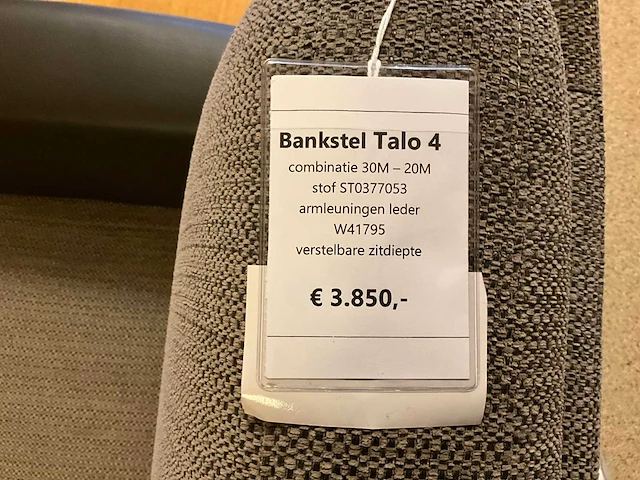 Bankstel Talo 4
combinatie 30M – 20M
stof ST0377053
armleuningen leder
W41795
verstelbare zitdiepte
€ 3.850,-